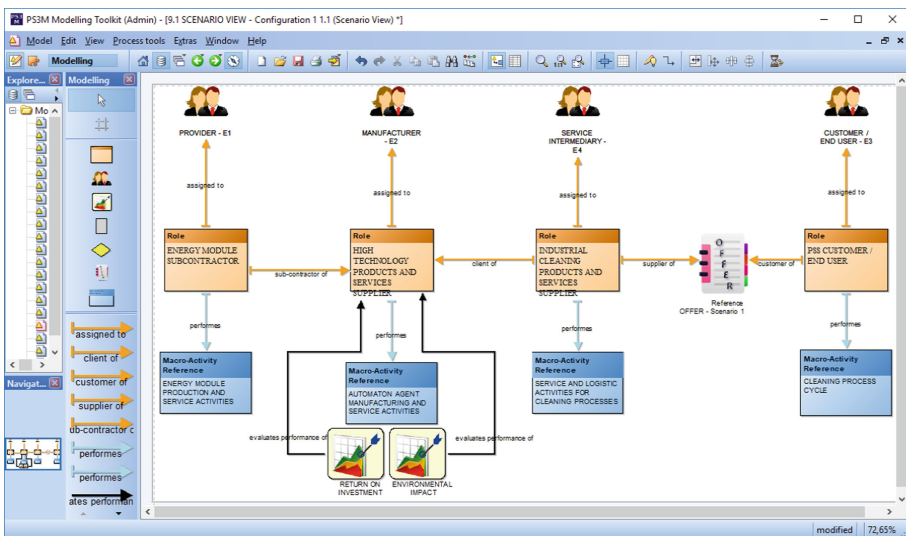 PS3M Modelling Toolkit (Admin) - [9.1 SCENARIO VIEW - Configuration 1 1.1 (Scenario View) *]
Model Edit View Process tools Extras Window Help
Modelling
Explore...
Modelling
Mo
PROVIDER - E1
MANUFACTURER
- E2
SERVICE
INTERMEDIARY -
E4
CUSTOMER /
END USER - E3
assigned to
assigned to
assigned to
assigned to
Role
ENERGY MODULE
SUBCONTRACTOR
Role
HIGH
TECHNOLOGY
PRODUCTS AND
SERVICES
SUPPLIER
Role
INDUSTRIAL
CLEANING
PRODUCTS AND
SERVICES
SUPPLIER
OFFER
Role
PSS CUSTOMER /
END USER
sub-contractor of
client of
supplier of
customer of
Reference
OFFER - Scenario 1
performes
performes
performes
performes
Macro-Activity
Reference
ENERGY MODULE
PRODUCTION AND
SERVICE ACTIVITIES
Macro-Activity
Reference
AUTOMATON AGENT
MANUFACTURING AND
SERVICE ACTIVITIES
Macro-Activity
Reference
SERVICE AND LOGISTIC
ACTIVITIES FOR
CLEANING PROCESSES
Macro-Activity
Reference
CLEANING PROCESS
CYCLE
evaluates performance of
evaluates performance of
RETURN ON
INVESTMENT
ENVIRONMENTAL
IMPACT
assigned to
client of
customer of
supplier of
ub-contractor c
performes
performes
ates performan
Navigat...
modified
72,65%